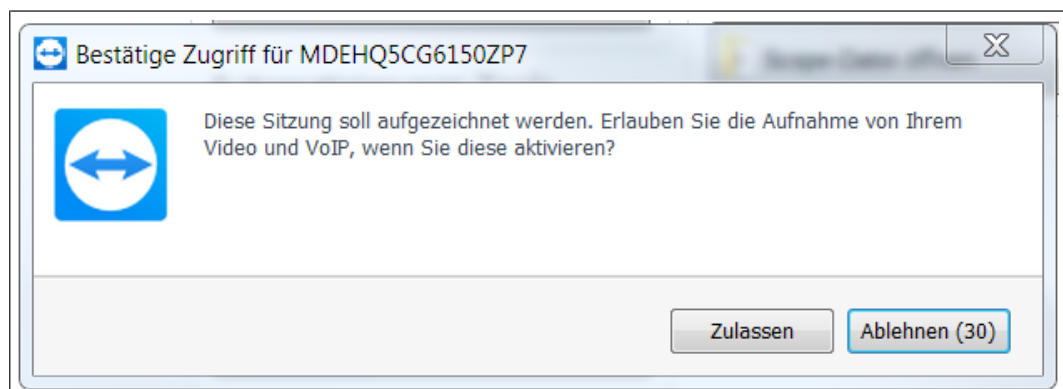 Bestätige Zugriff für MDEHQ5CG6150ZP7
Diese Sitzung soll aufgezeichnet werden. Erlauben Sie die Aufnahme von Ihrem
Video und VoIP, wenn Sie diese aktivieren?
Zulassen
Ablehnen (30)